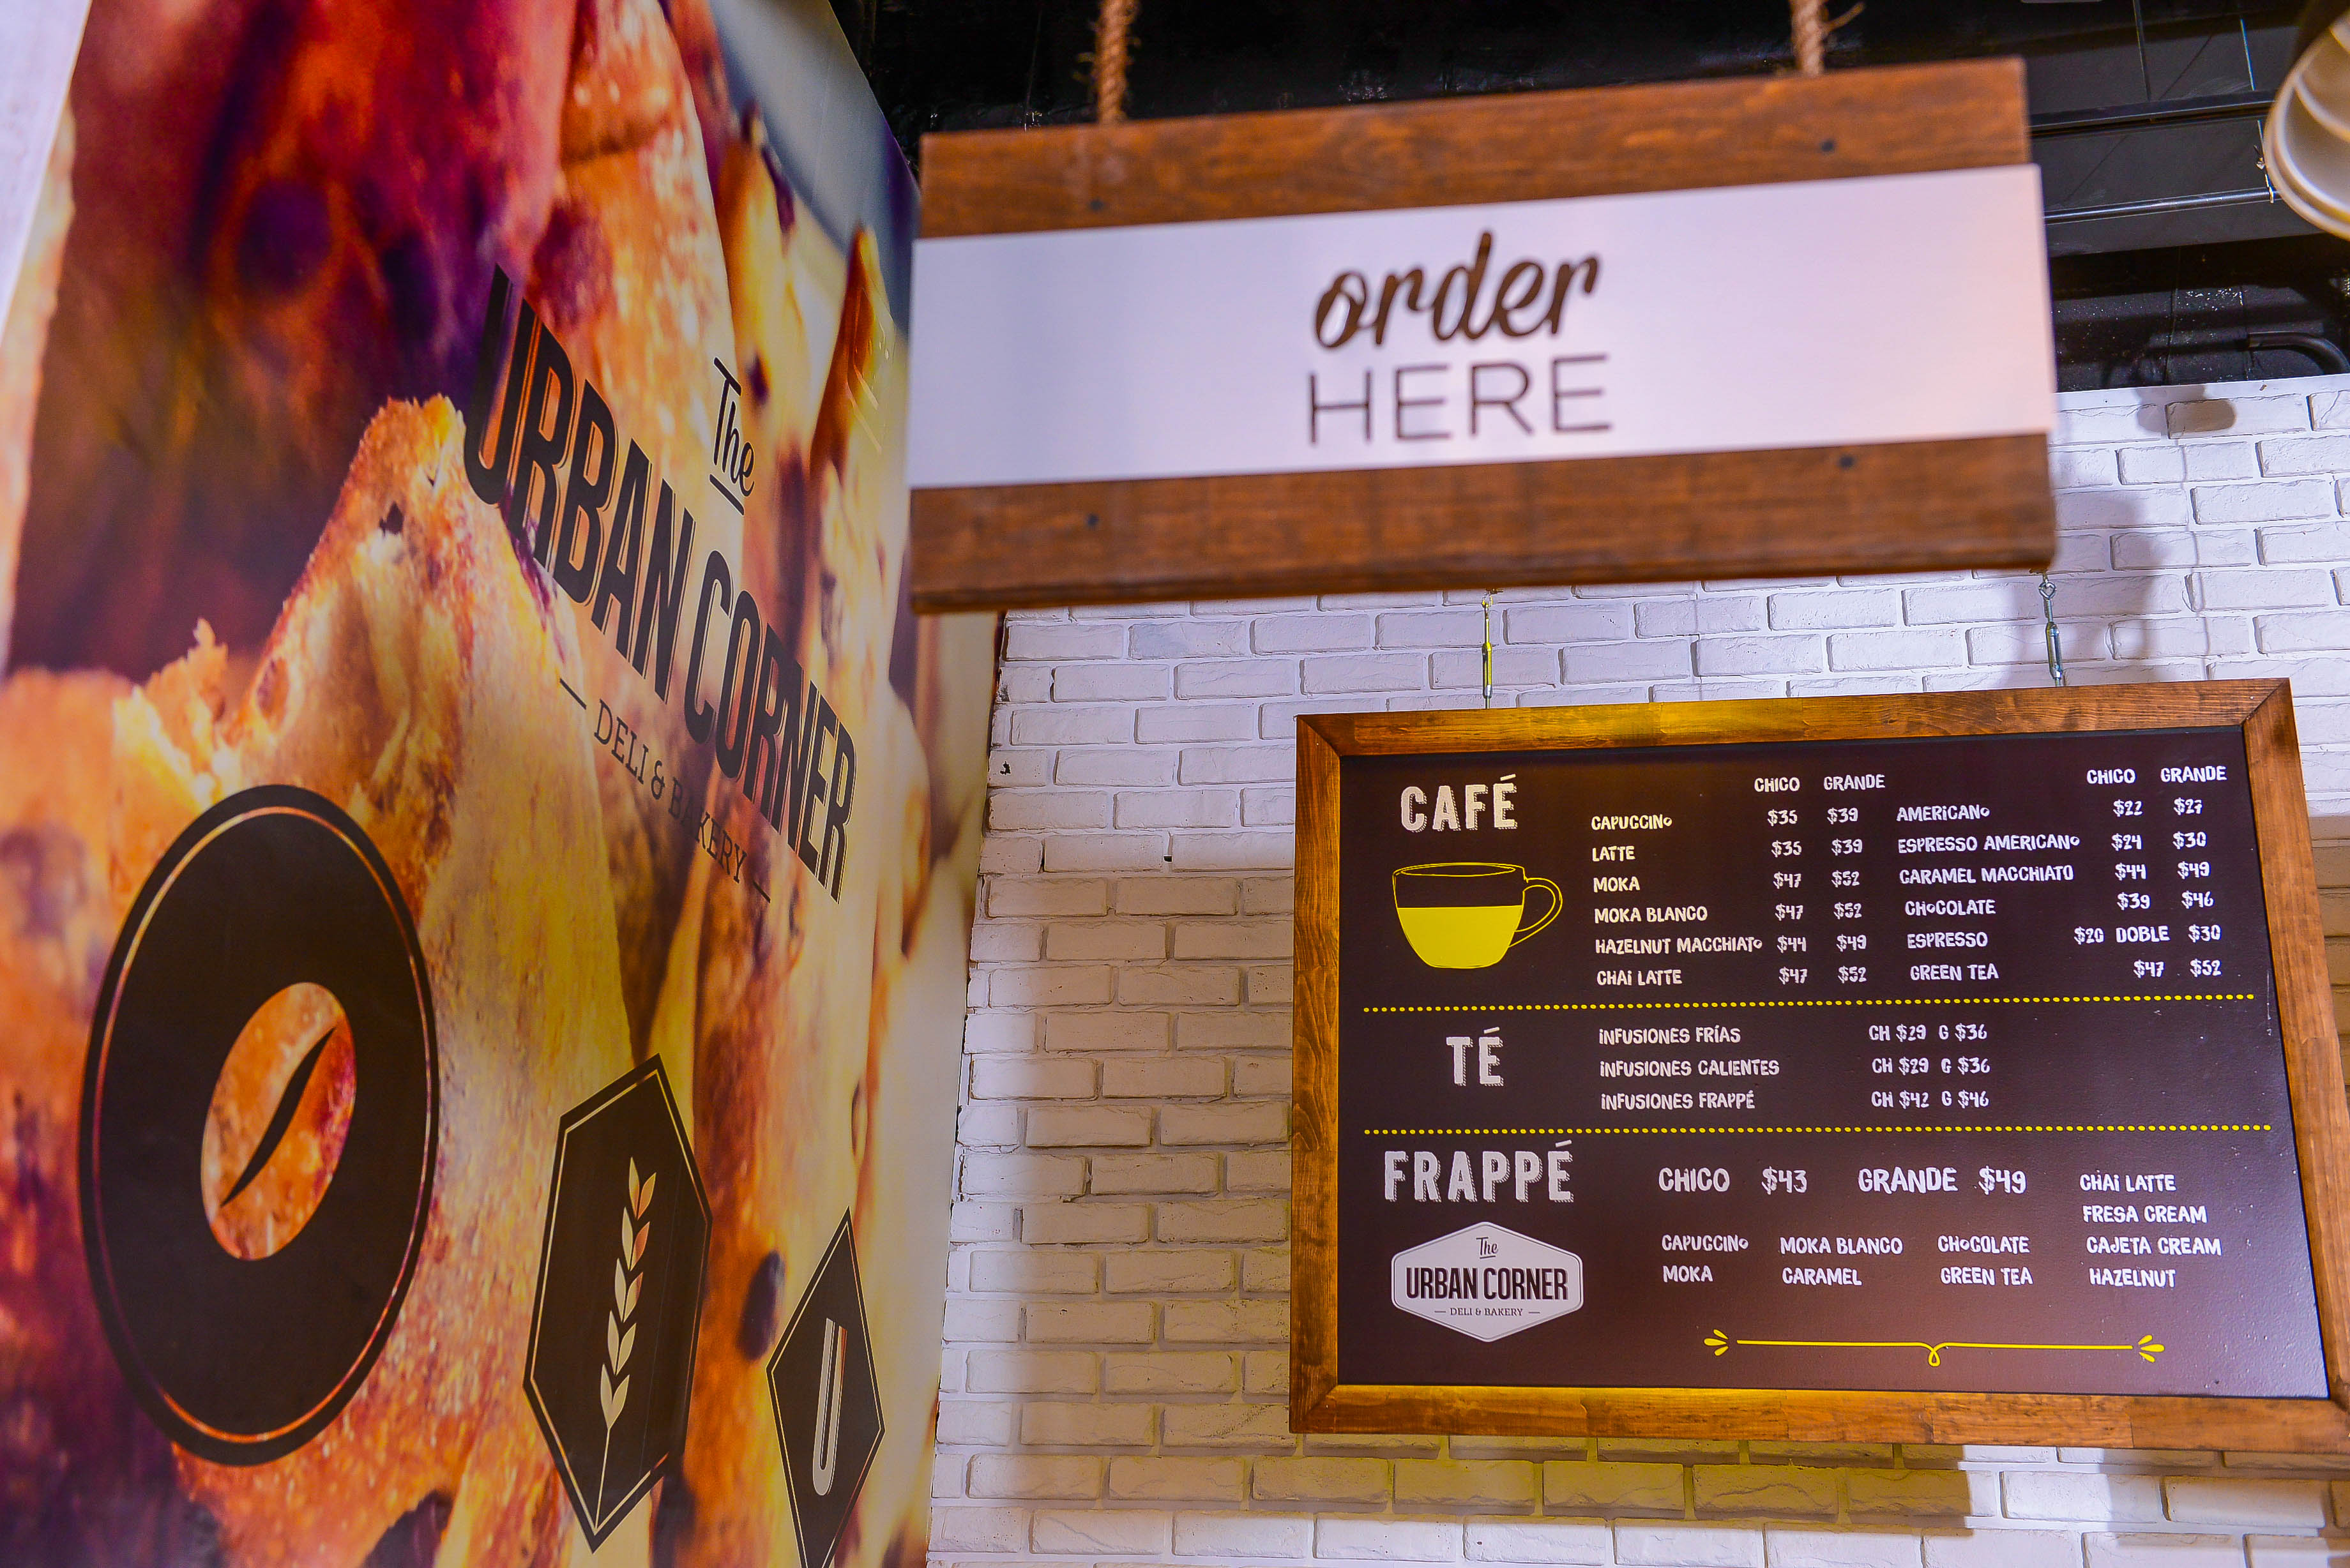 The
URBAN CORNER
— DELI & BAKERY —
U
order
HERE
CAFÉ
CHICO GRANDE
CAPUCCINO $35 $39
LATTE $35 $39
MOKA $47 $52
MOKA BLANCO $47 $52
HAZELNUT MACCHIATO $44 $49
CHAI LATTE $47 $52
CHICO GRANDE
AMERICANO $22 $27
ESPRESSO AMERICANO $24 $30
CARAMEL MACCHIATO $44 $49
CHOCOLATE $39 $46
ESPRESSO $20 DOBLE $30
GREEN TEA $47 $52
TÉ
INFUSIONES FRÍAS CH $29 G $36
INFUSIONES CALIENTES CH $29 G $36
INFUSIONES FRAPPÉ CH $42 G $46
FRAPPÉ
CHICO $43 GRANDE $49
CAPUCCINO MOKA BLANCO CHOCOLATE
MOKA CARAMEL GREEN TEA
CHAI LATTE
FRESA CREAM
CAJETA CREAM
HAZELNUT
The
URBAN CORNER
— DELI & BAKERY —